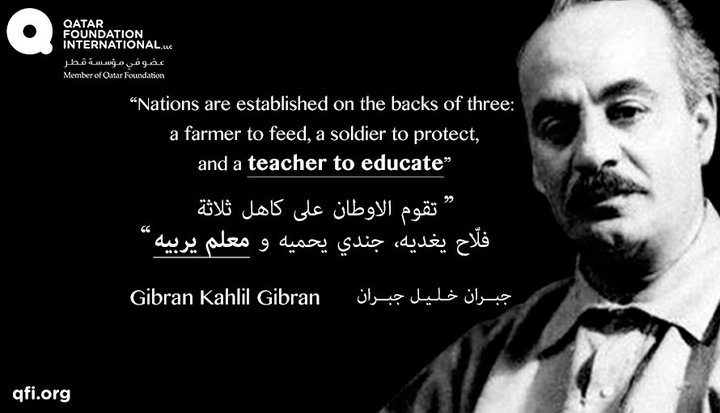 QATAR
FOUNDATION
INTERNATIONAL, LLC
عضو في مؤسسة قطر
Member of Qatar Foundation
“Nations are established on the backs of three:
a farmer to feed, a soldier to protect,
and a teacher to educate”
” تقوم الاوطان على كاهل ثلاثة
فلّاح يغديه، جندي يحميه و معلم يربيه “
Gibran Kahlil Gibran جبران خليل جبران
qfi.org